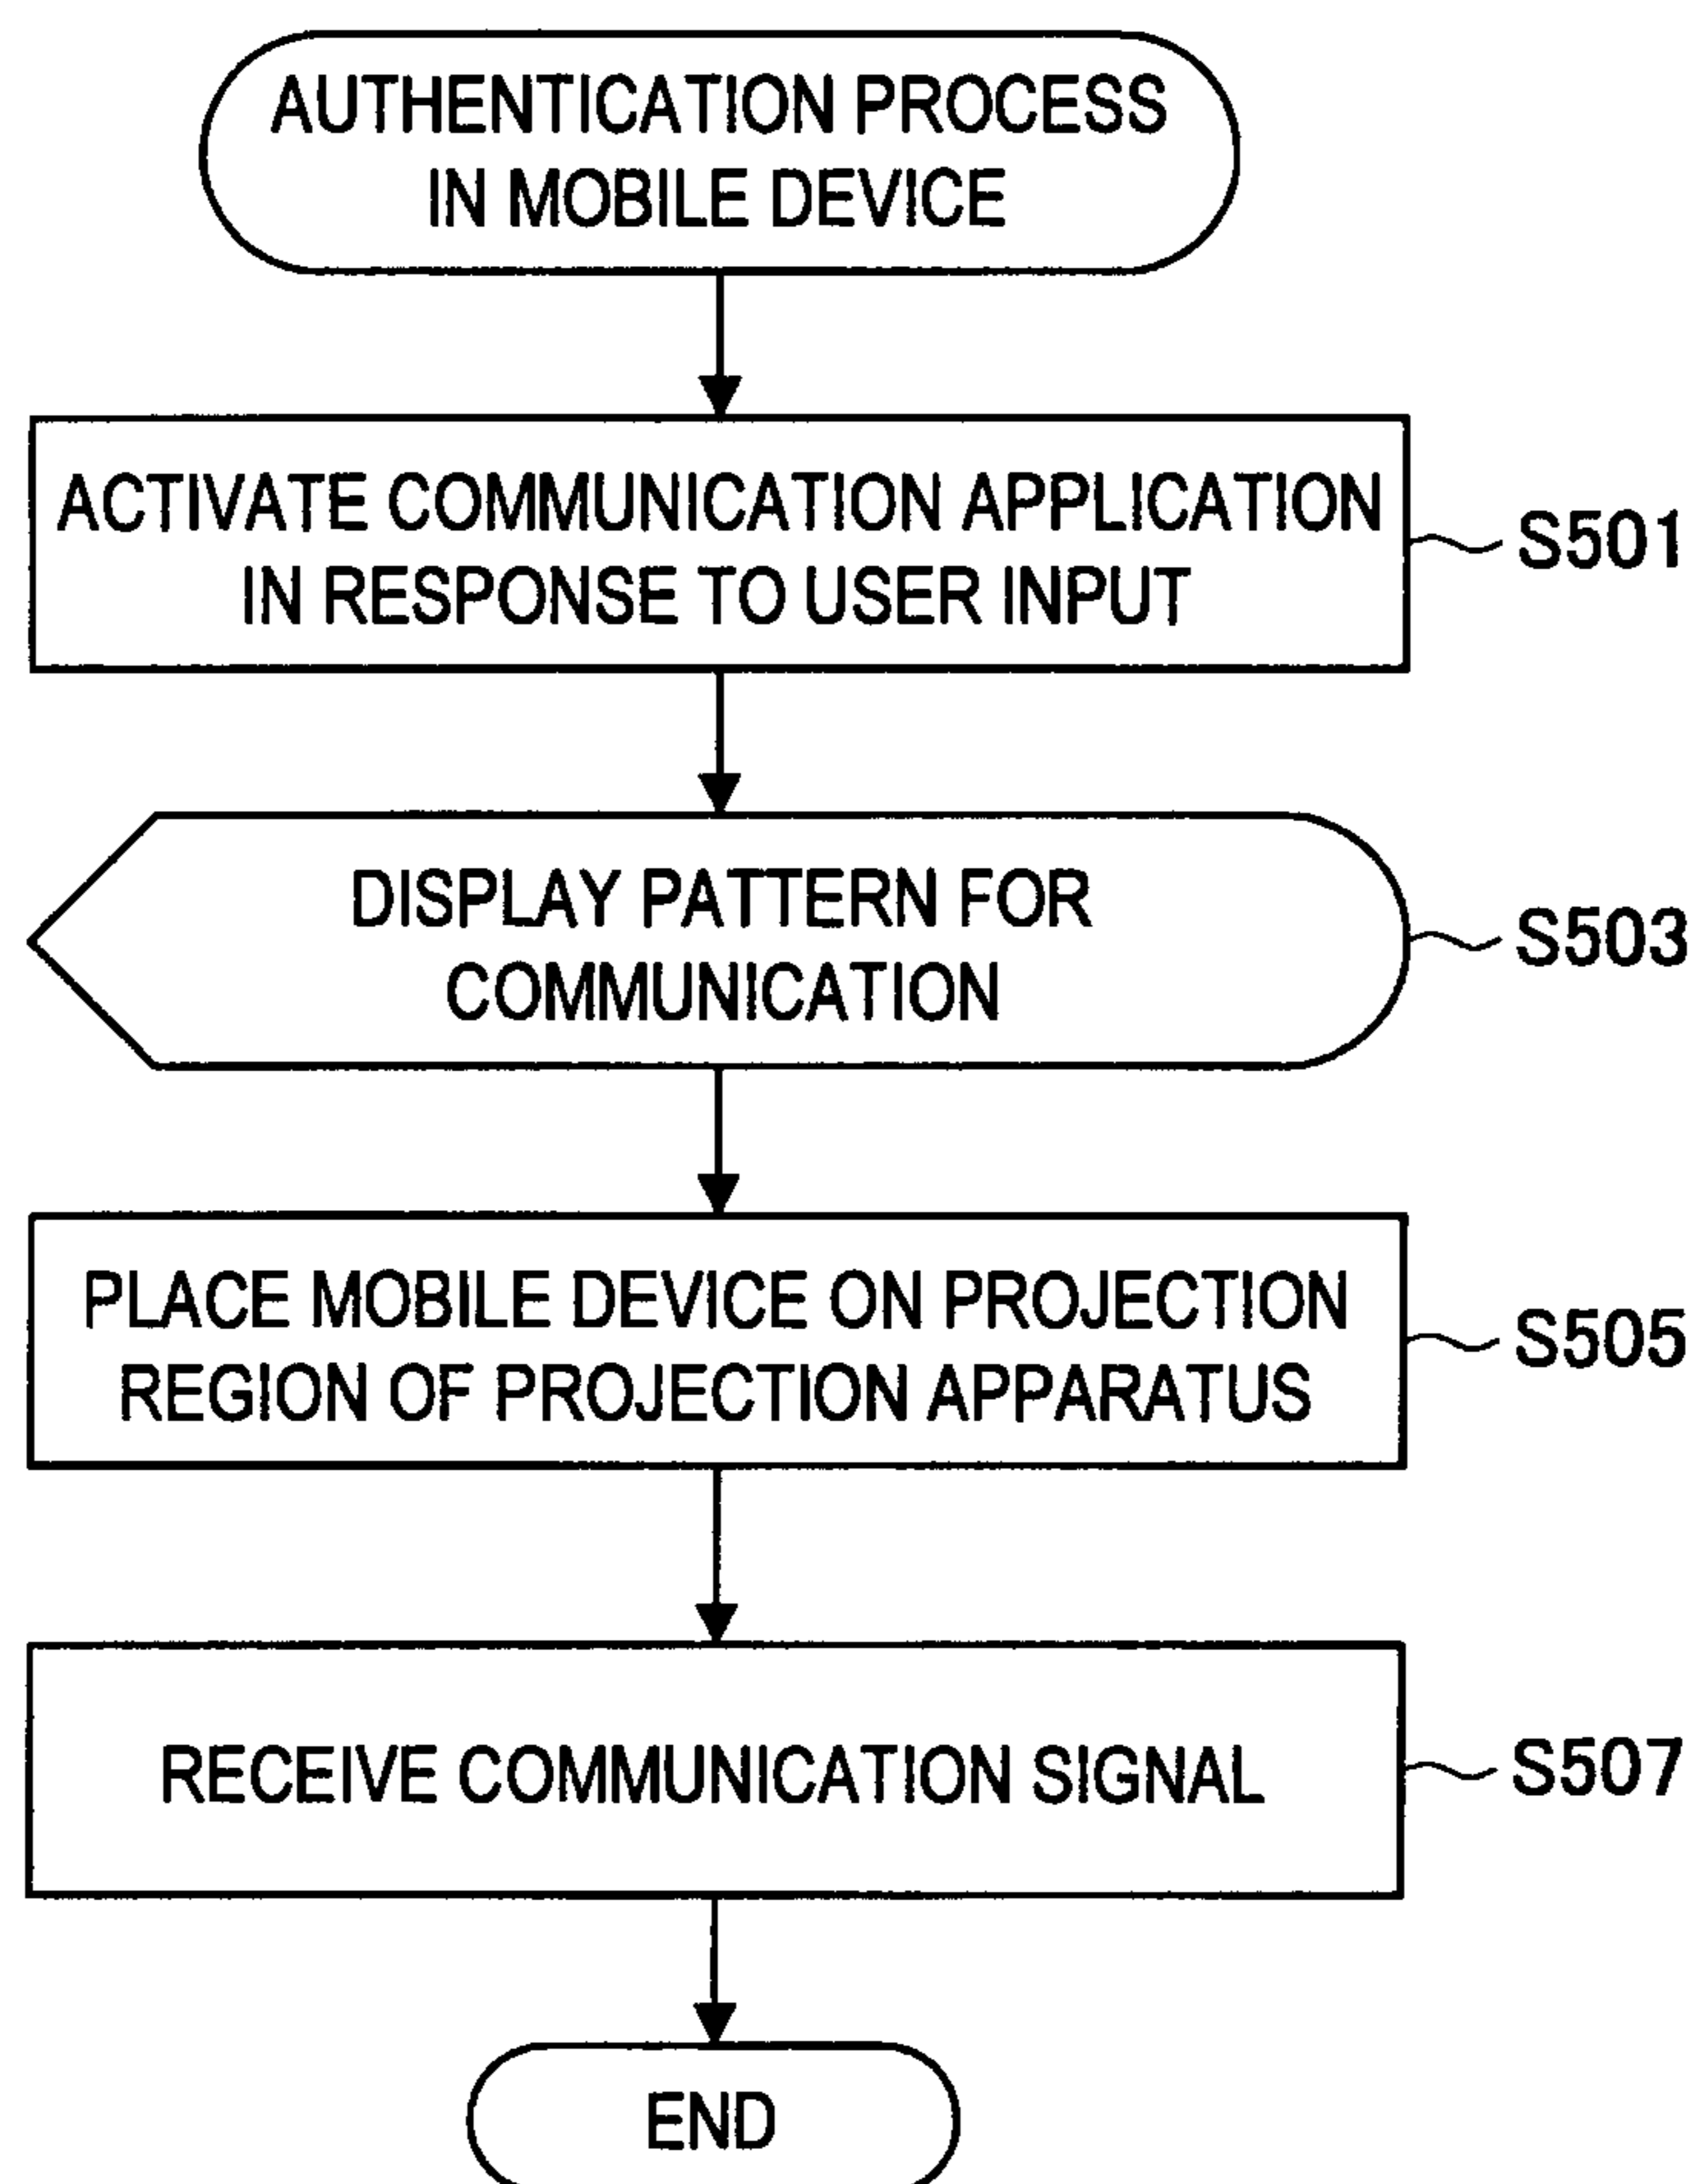 AUTHENTICATION PROCESS
IN MOBILE DEVICE
ACTIVATE COMMUNICATION APPLICATION
IN RESPONSE TO USER INPUT
S501
DISPLAY PATTERN FOR
COMMUNICATION
S503
PLACE MOBILE DEVICE ON PROJECTION
REGION OF PROJECTION APPARATUS
S505
RECEIVE COMMUNICATION SIGNAL
S507
END